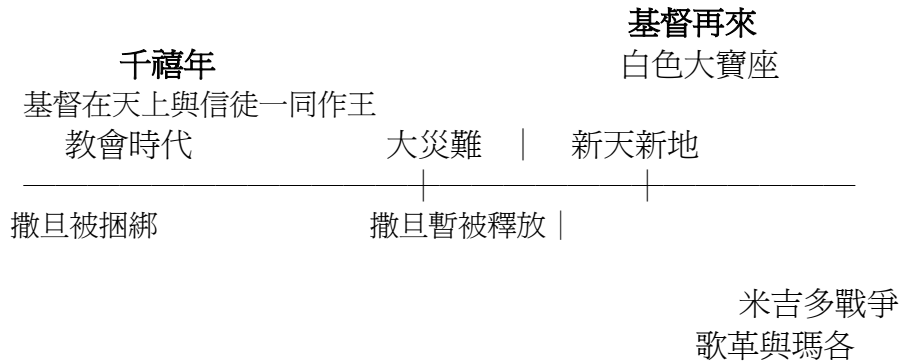 基督再來
千禧年 白色大寶座
基督在天上與信徒一同作王
教會時代 大災難 │ 新天新地
撒旦被捆綁 撒旦暫被釋放│
米吉多戰爭
歌革與瑪各